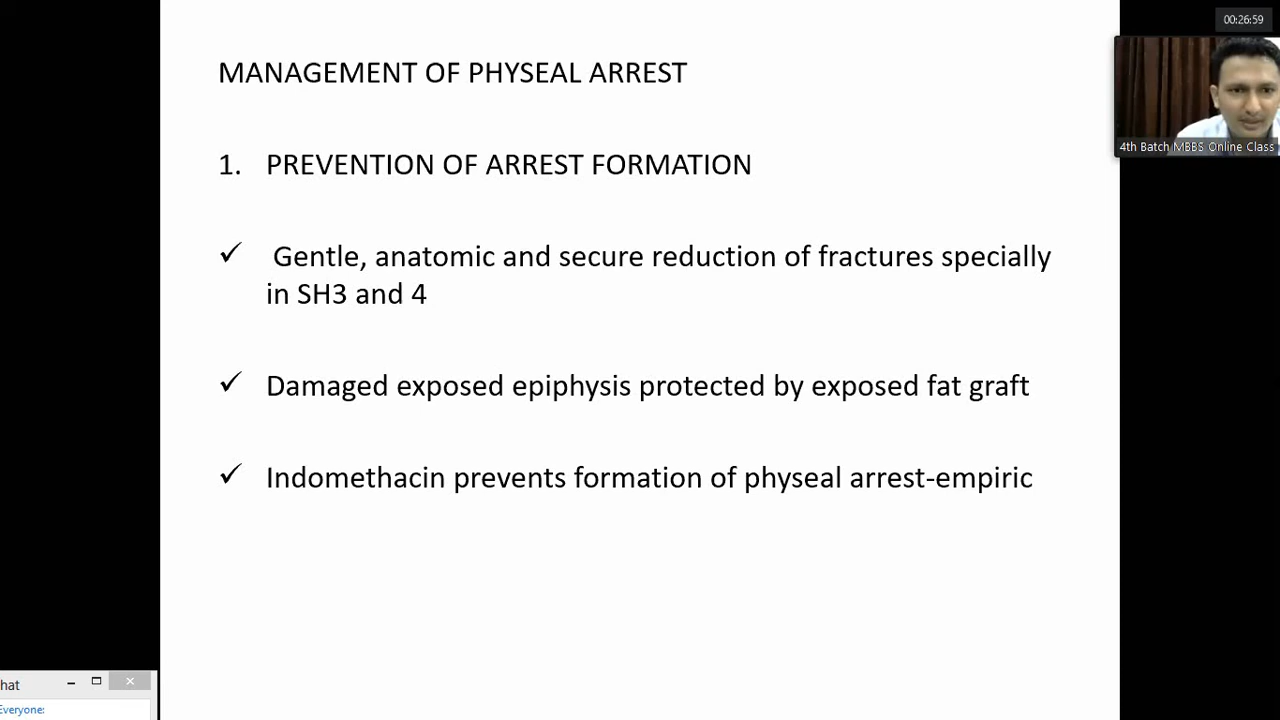 00:26:59
MANAGEMENT OF PHYSEAL ARREST
4th Batch MBBS Online Class
1. PREVENTION OF ARREST FORMATION
✓ Gentle, anatomic and secure reduction of fractures specially
in SH3 and 4
✓ Damaged exposed epiphysis protected by exposed fat graft
✓ Indomethacin prevents formation of physeal arrest-empiric
hat
Everyone: